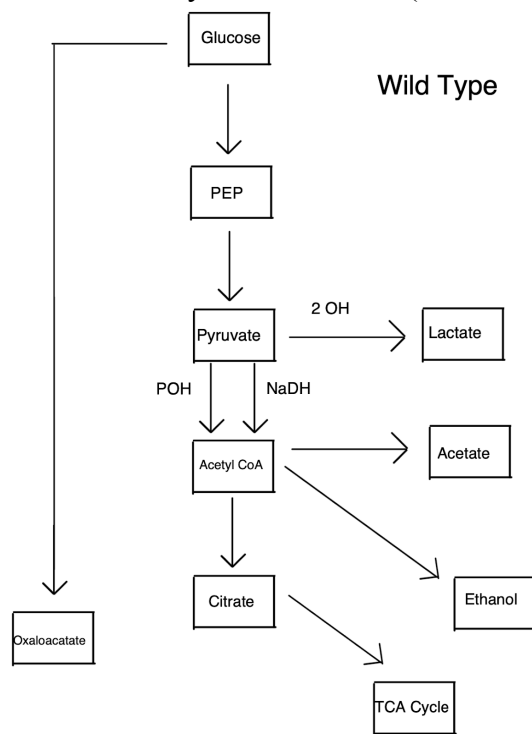 Glucose
Wild Type
PEP
2 OH
Pyruvate
Lactate
POH
NaDH
Acetyl CoA
Acetate
Citrate
Ethanol
Oxaloacatate
TCA Cycle